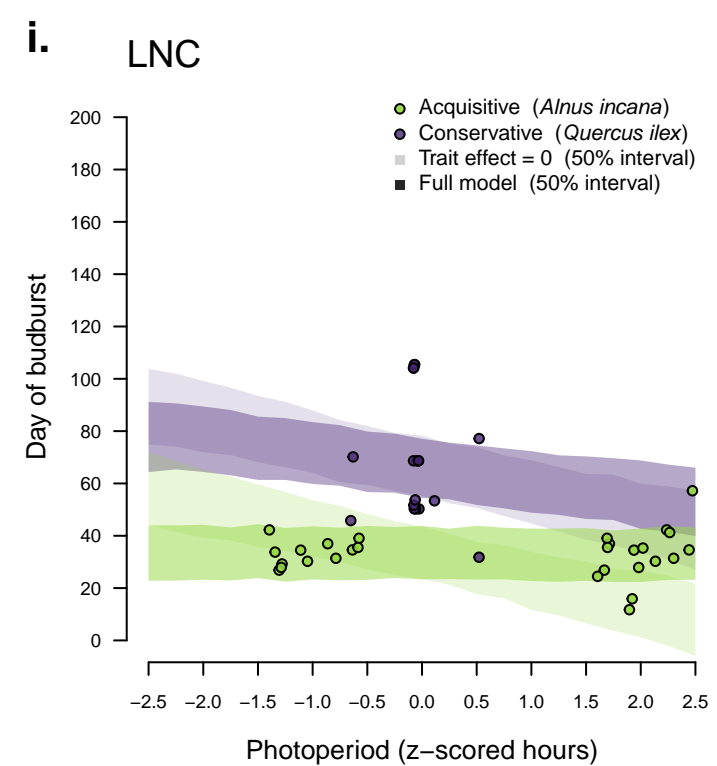 i.
LNC
Acquisitive (Alnus incana)
Conservative (Quercus ilex)
Trait effect = 0 (50% interval)
Full model (50% interval)
200
180
160
140
120
100
80
60
40
20
0
Day of budburst
−2.5 −2.0 −1.5 −1.0 −0.5 0.0 0.5 1.0 1.5 2.0 2.5
Photoperiod (z−scored hours)